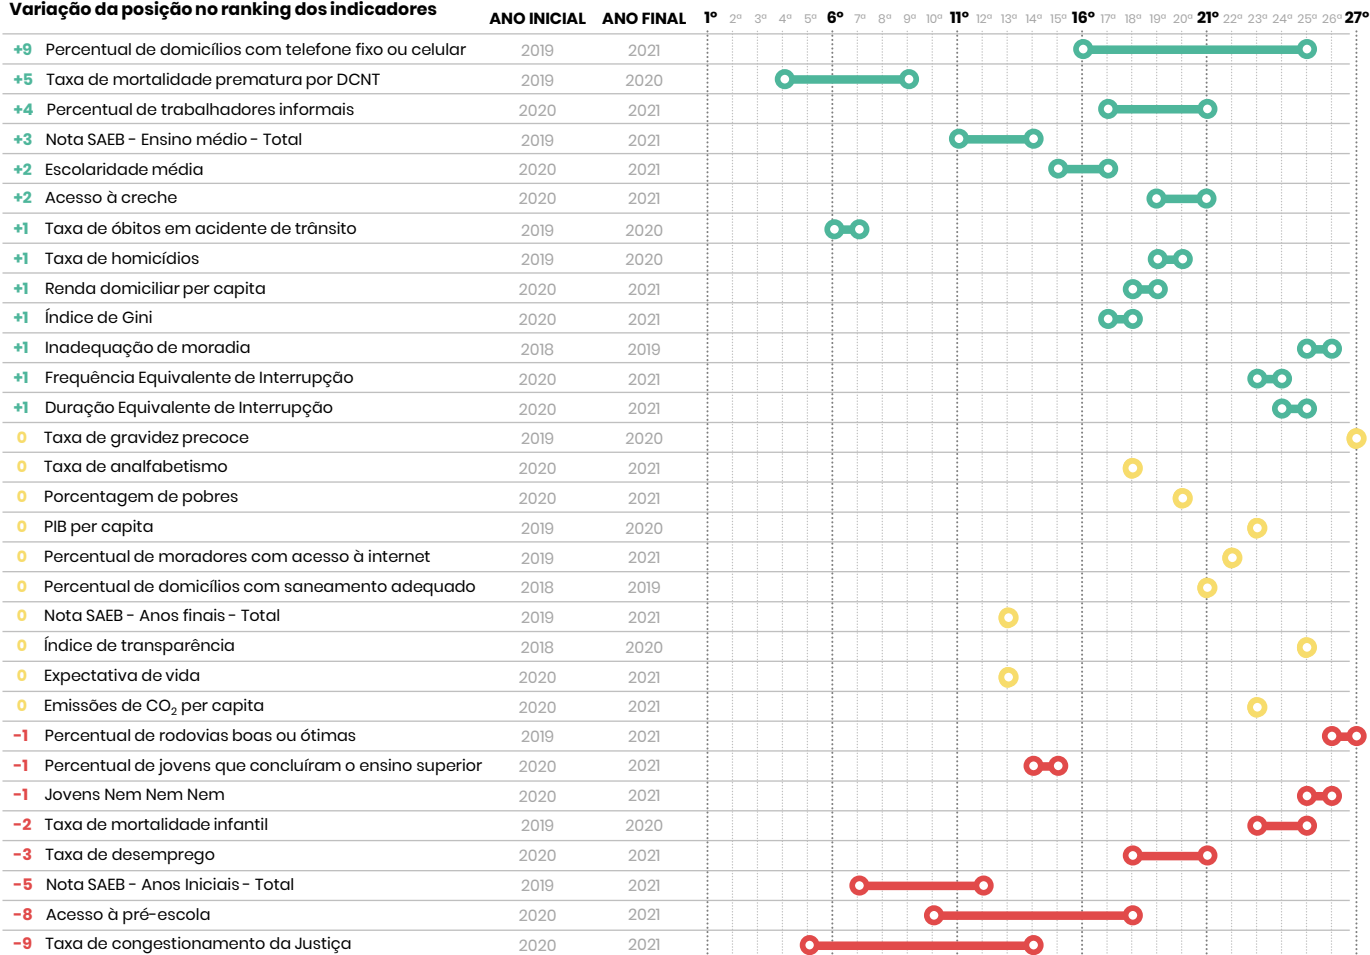 Variação da posição no ranking dos indicadores ANO INICIAL ANO FINAL 1º 2º 3º 4º 5º 6º 7º 8º 9º 10º 11º 12º 13º 14º 15º 16º 17º 18º 19º 20º 21º 22º 23º 24º 25º 26º 27º
+9 Percentual de domicílios com telefone fixo ou celular 2019 2021
+5 Taxa de mortalidade prematura por DCNT 2019 2020
+4 Percentual de trabalhadores informais 2020 2021
+3 Nota SAEB - Ensino médio - Total 2019 2021
+2 Escolaridade média 2020 2021
+2 Acesso à creche 2020 2021
+1 Taxa de óbitos em acidente de trânsito 2019 2020
+1 Taxa de homicídios 2019 2020
+1 Renda domiciliar per capita 2020 2021
+1 Índice de Gini 2020 2021
+1 Inadequação de moradia 2018 2019
+1 Frequência Equivalente de Interrupção 2020 2021
+1 Duração Equivalente de Interrupção 2020 2021
0 Taxa de gravidez precoce 2019 2020
0 Taxa de analfabetismo 2020 2021
0 Porcentagem de pobres 2020 2021
0 PIB per capita 2019 2020
0 Percentual de moradores com acesso à internet 2019 2021
0 Percentual de domicílios com saneamento adequado 2018 2019
0 Nota SAEB - Anos finais - Total 2019 2021
0 Índice de transparência 2018 2020
0 Expectativa de vida 2020 2021
0 Emissões de CO₂ per capita 2020 2021
-1 Percentual de rodovias boas ou ótimas 2019 2021
-1 Percentual de jovens que concluíram o ensino superior 2020 2021
-1 Jovens Nem Nem Nem 2020 2021
-2 Taxa de mortalidade infantil 2019 2020
-3 Taxa de desemprego 2020 2021
-5 Nota SAEB - Anos Iniciais - Total 2019 2021
-8 Acesso à pré-escola 2020 2021
-9 Taxa de congestionamento da Justiça 2020 2021